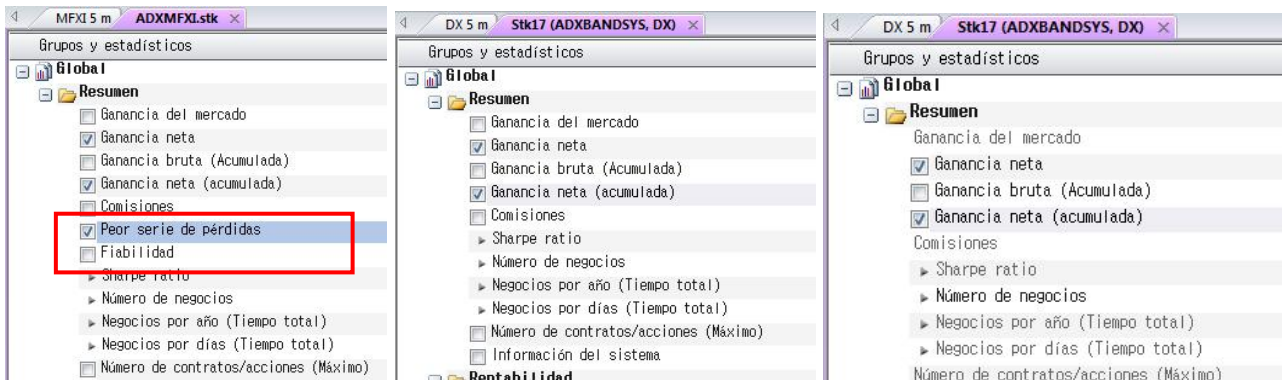 MFXI 5 m
ADXMFXI.stk
Grupos y estadísticos
Global
Resumen
Ganancia del mercado
Ganancia neta
Ganancia bruta (Acumulada)
Ganancia neta (acumulada)
Comisiones
Peor serie de pérdidas
Fiabilidad
Sharpe ratio
Número de negocios
Negocios por año (Tiempo total)
Negocios por días (Tiempo total)
Número de contratos/acciones (Máximo)
DX 5 m
Stk17 (ADXBANDSYS, DX)
Grupos y estadísticos
Global
Resumen
Ganancia del mercado
Ganancia neta
Ganancia bruta (Acumulada)
Ganancia neta (acumulada)
Comisiones
Sharpe ratio
Número de negocios
Negocios por año (Tiempo total)
Negocios por días (Tiempo total)
Número de contratos/acciones (Máximo)
Información del sistema
Rentabilidad
DX 5 m
Stk17 (ADXBANDSYS, DX)
Grupos y estadísticos
Global
Resumen
Ganancia del mercado
Ganancia neta
Ganancia bruta (Acumulada)
Ganancia neta (acumulada)
Comisiones
Sharpe ratio
Número de negocios
Negocios por año (Tiempo total)
Negocios por días (Tiempo total)
Número de contratos/acciones (Máximo)